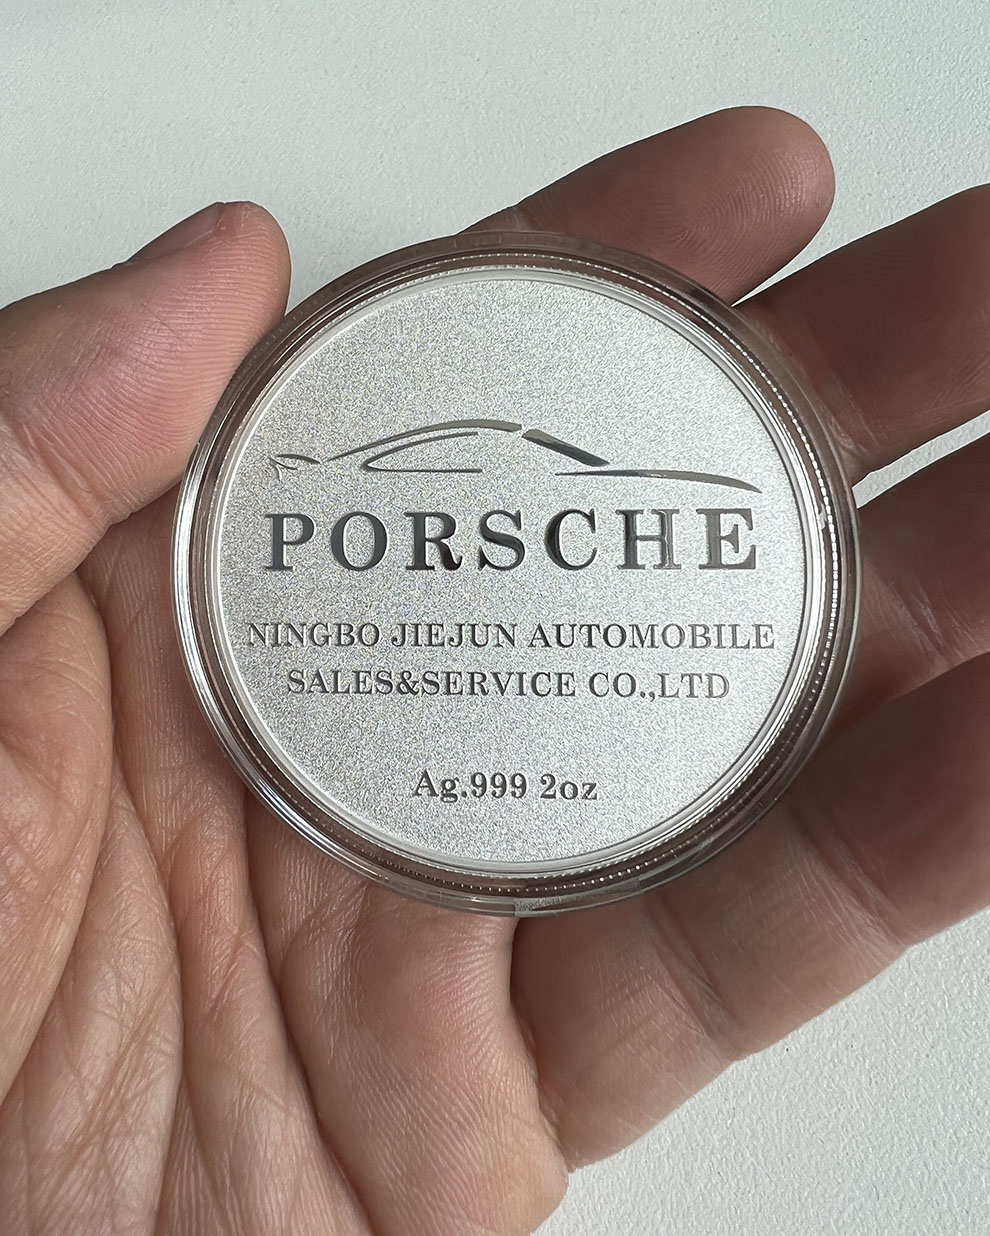 PORSCHE
NINGBO JIEJUN AUTOMOBILE
SALES&SERVICE CO.,LTD
Ag.999 2oz